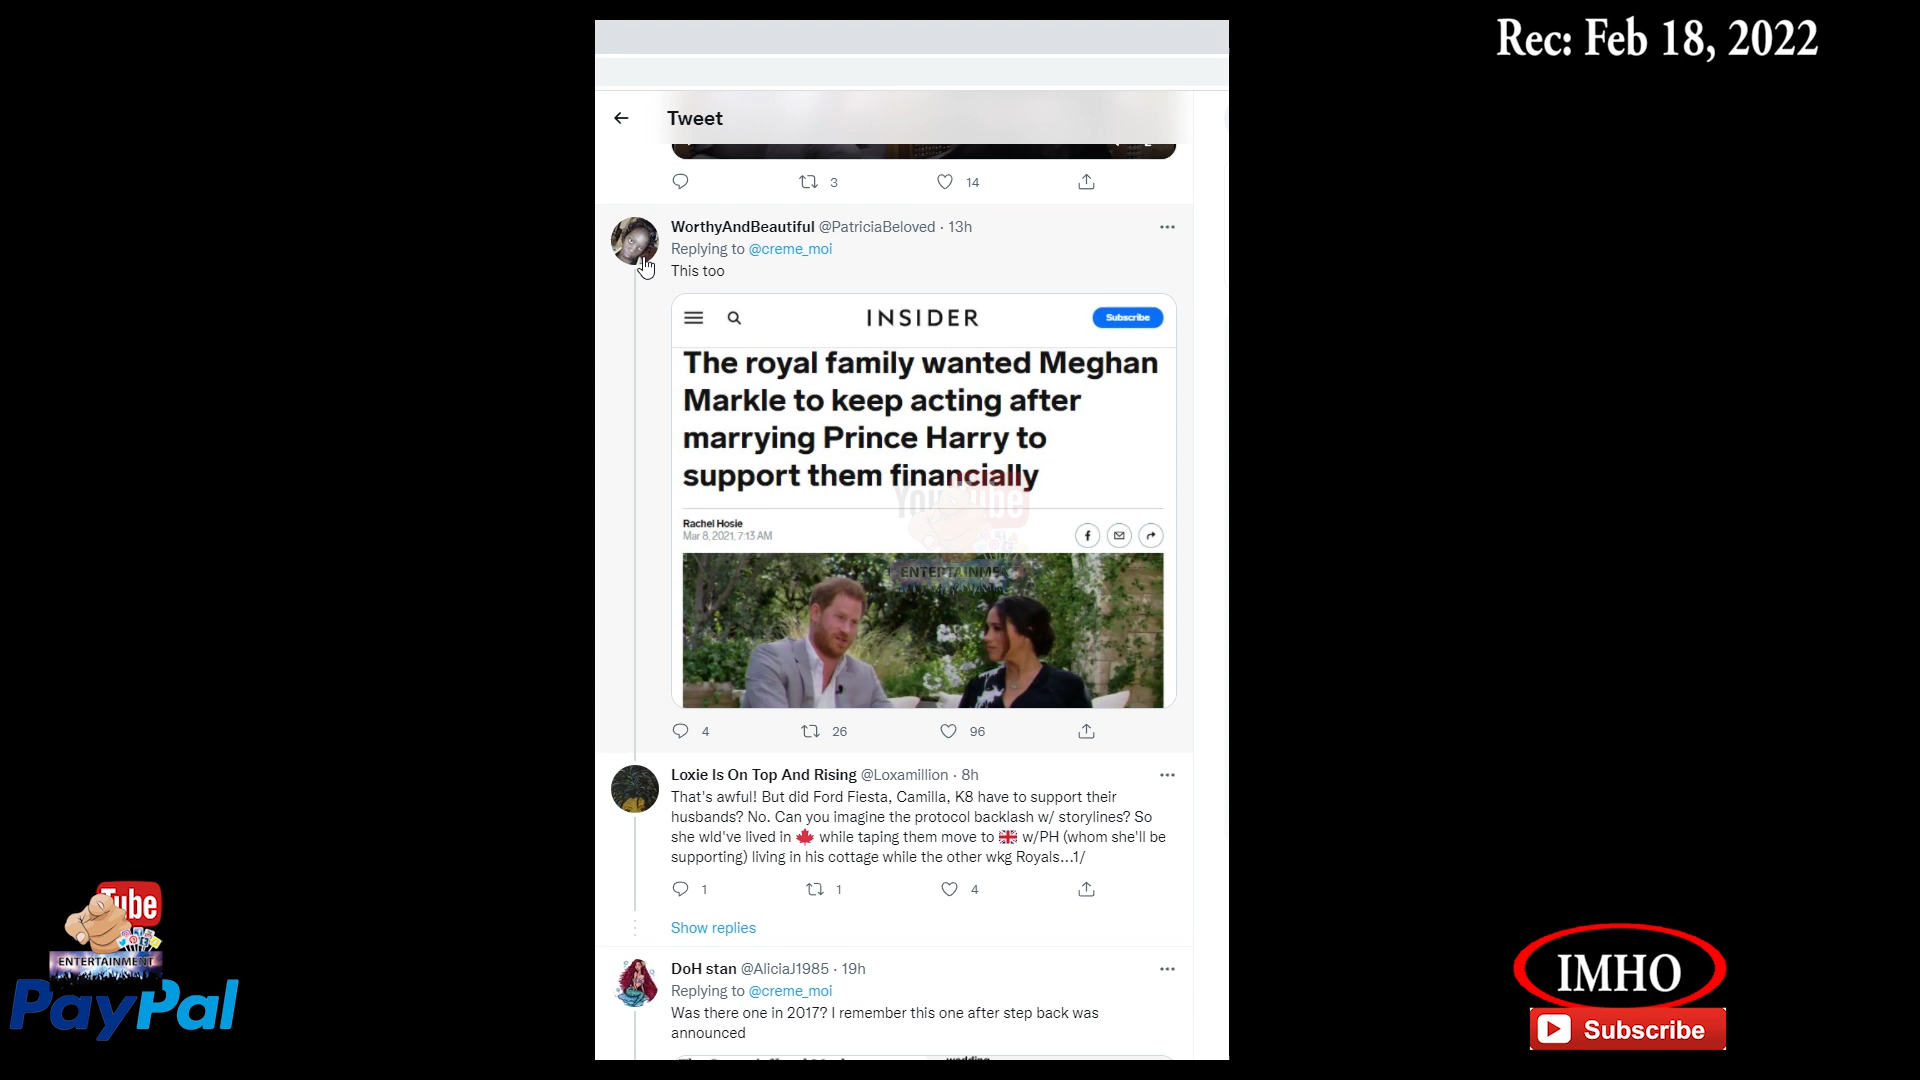 Rec: Feb 18, 2022
Tweet
3
14
WorthyAndBeautiful @PatriciaBeloved · 13h
Replying to @creme_moi
This too
INSIDER
Subscribe
The royal family wanted Meghan
Markle to keep acting after
marrying Prince Harry to
support them financially
Rachel Hosie
Mar 8, 2021, 7:13 AM
YouTube
ENTERTAINME
4
26
96
Loxie Is On Top And Rising @Loxamillion · 8h
That's awful! But did Ford Fiesta, Camilla, K8 have to support their
husbands? No. Can you imagine the protocol backlash w/ storylines? So
she wld've lived in 🍁 while taping them move to 🇬🇧 w/PH (whom she'll be
supporting) living in his cottage while the other wkg Royals...1/
1
1
4
Show replies
DoH stan @AliciaJ1985 · 19h
Replying to @creme_moi
Was there one in 2017? I remember this one after step back was
announced
wedding
Tube
ENTERTAINMENT
PayPal
IMHO
Subscribe